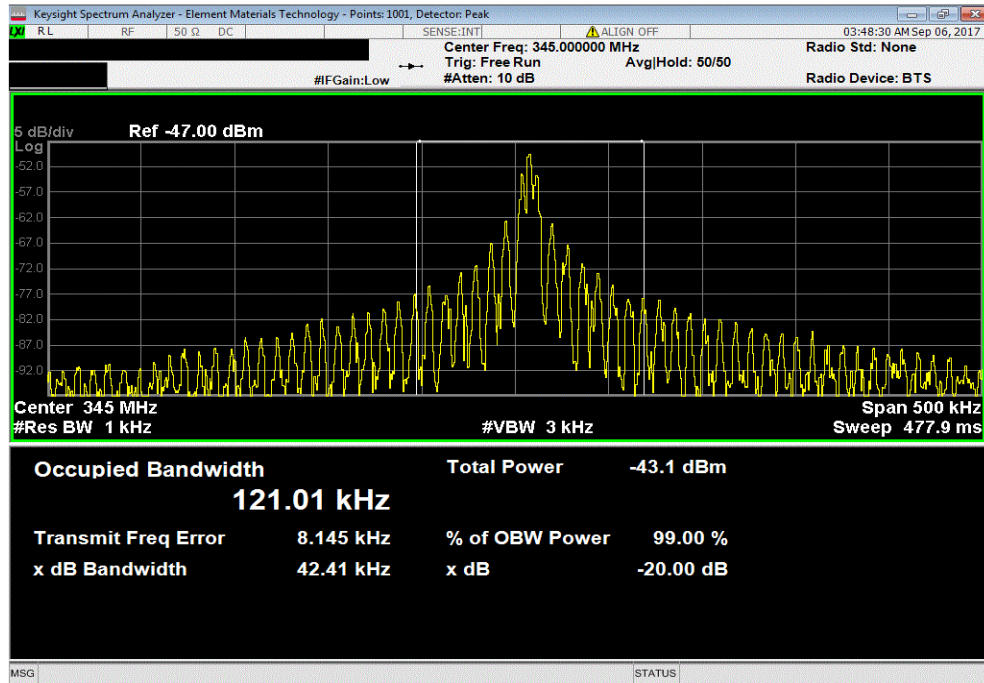 Keysight Spectrum Analyzer - Element Materials Technology - Points: 1001, Detector: Peak
LXI RL RF 50 Ω DC SENSE:INT ALIGN OFF 03:48:30 AM Sep 06, 2017
Center Freq: 345.000000 MHz Radio Std: None
Trig: Free Run Avg|Hold: 50/50
#IFGain:Low #Atten: 10 dB Radio Device: BTS
5 dB/div Ref -47.00 dBm
Log
-52.0
-57.0
-62.0
-67.0
-72.0
-77.0
-82.0
-87.0
-92.0
Center 345 MHz Span 500 kHz
#Res BW 1 kHz #VBW 3 kHz Sweep 477.9 ms
Occupied Bandwidth Total Power -43.1 dBm
121.01 kHz
Transmit Freq Error 8.145 kHz % of OBW Power 99.00 %
x dB Bandwidth 42.41 kHz x dB -20.00 dB
MSG STATUS